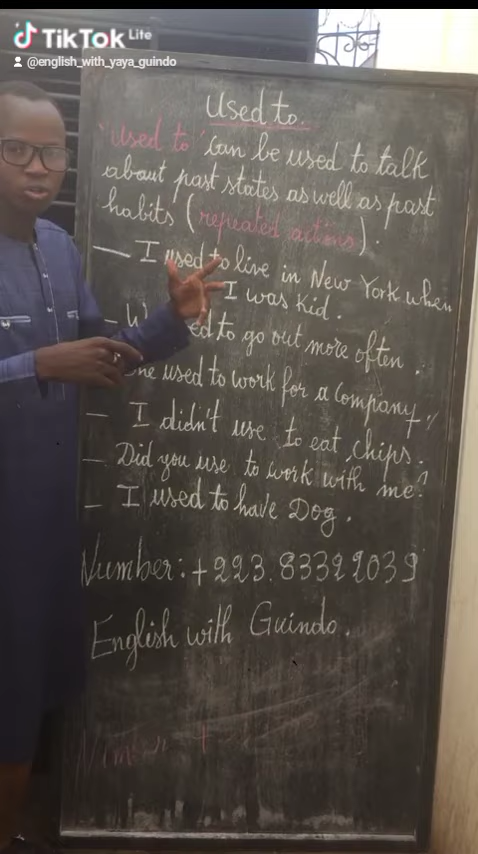 TikTok Lite
@english_with_yaya_guindo
Used to.
"used to" can be used to talk
about past states as well as past
habits (repeated actions).
— I used to live in New York when
I was kid.
— to go out more often.
used to work for a company.
— I didn't use to eat chips.
— Did you use to work with me?
— I used to have Dog.
Number: +223.83322039
English with Guindo.
Number +